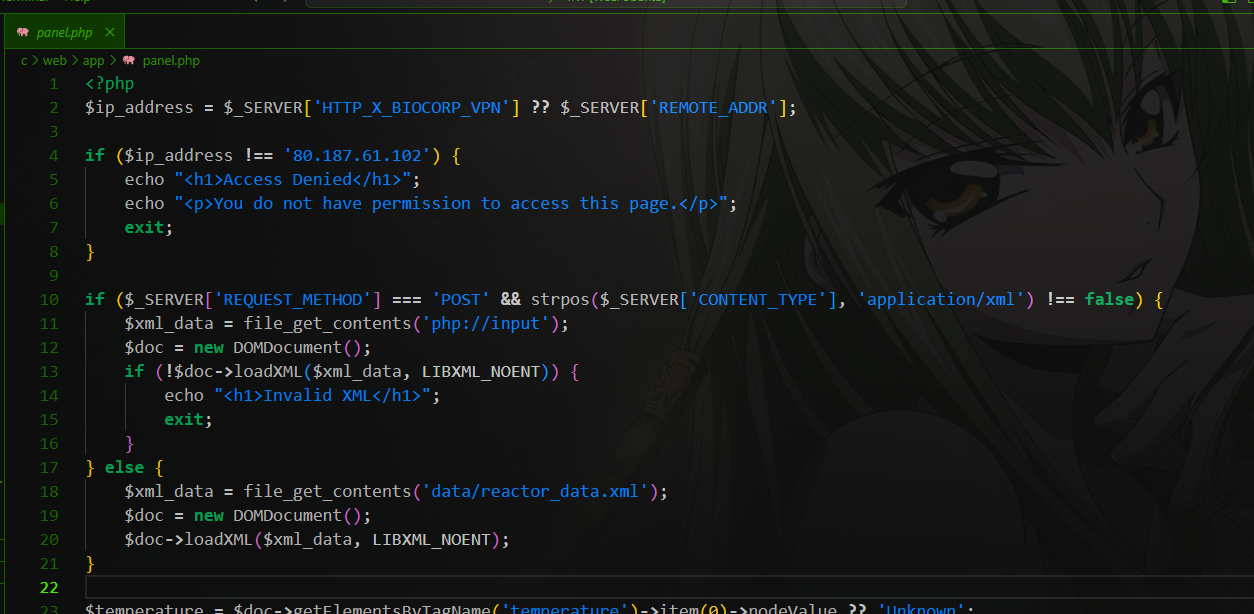 panel.php
c > web > app > panel.php
1 <?php
2 $ip_address = $_SERVER['HTTP_X_BIOCORP_VPN'] ?? $_SERVER['REMOTE_ADDR'];
3
4 if ($ip_address !== '80.187.61.102') {
5 echo "<h1>Access Denied</h1>";
6 echo "<p>You do not have permission to access this page.</p>";
7 exit;
8 }
9
10 if ($_SERVER['REQUEST_METHOD'] === 'POST' && strpos($_SERVER['CONTENT_TYPE'], 'application/xml') !== false) {
11 $xml_data = file_get_contents('php://input');
12 $doc = new DOMDocument();
13 if (!$doc->loadXML($xml_data, LIBXML_NOENT)) {
14 echo "<h1>Invalid XML</h1>";
15 exit;
16 }
17 } else {
18 $xml_data = file_get_contents('data/reactor_data.xml');
19 $doc = new DOMDocument();
20 $doc->loadXML($xml_data, LIBXML_NOENT);
21 }
22
23 $temperature = $doc->getElementsByTagName('temperature')->item(0)->nodeValue ?? 'Unknown';